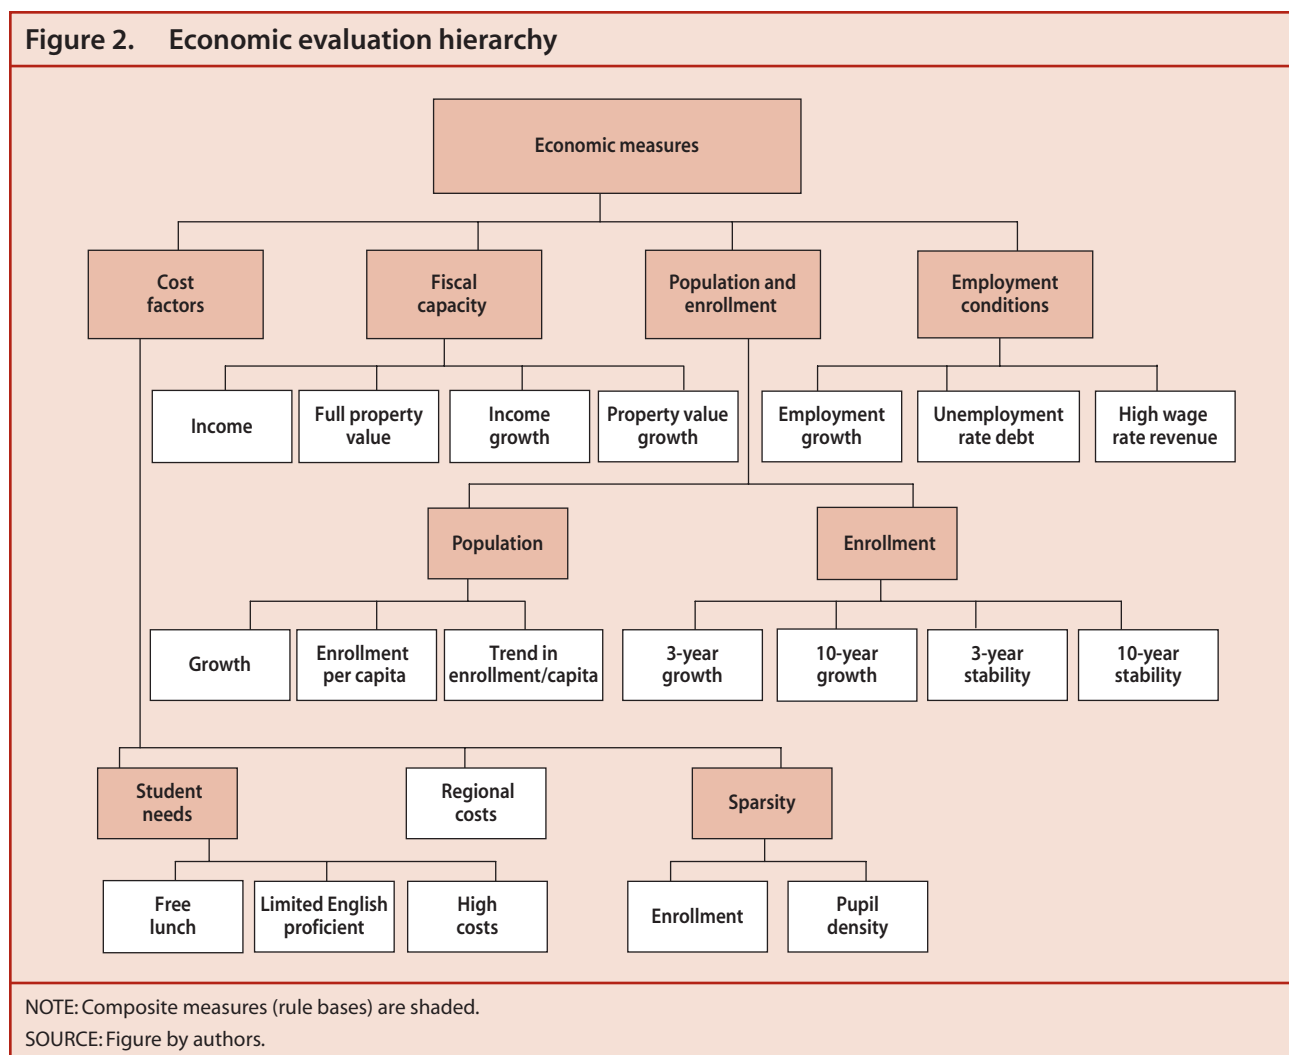 Figure 2. Economic evaluation hierarchy
Economic measures
Cost
factors
Fiscal
capacity
Population and
enrollment
Employment
conditions
Income
Full property
value
Income
growth
Property value
growth
Employment
growth
Unemployment
rate debt
High wage
rate revenue
Population
Enrollment
Growth
Enrollment
per capita
Trend in
enrollment/capita
3-year
growth
10-year
growth
3-year
stability
10-year
stability
Student
needs
Regional
costs
Sparsity
Free
lunch
Limited English
proficient
High
costs
Enrollment
Pupil
density
NOTE: Composite measures (rule bases) are shaded.
SOURCE: Figure by authors.